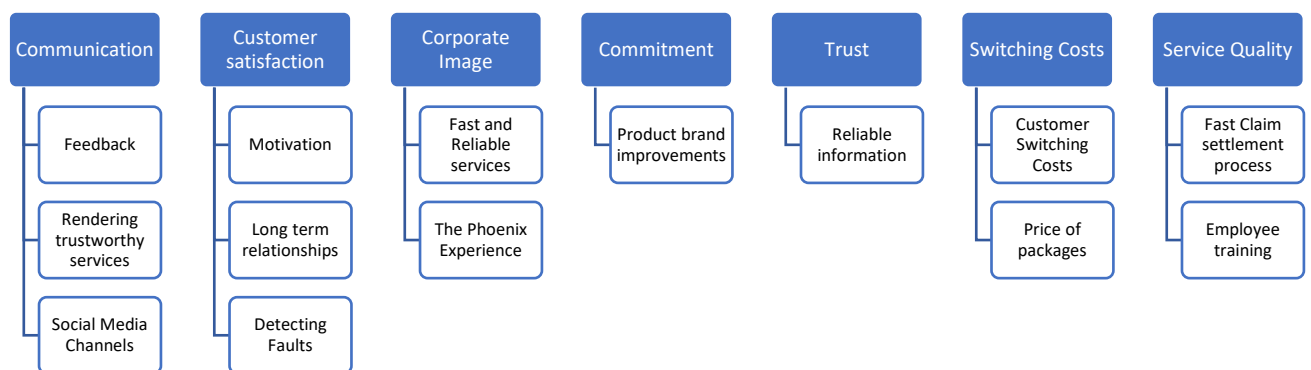 Communication
Feedback
Rendering
trustworthy
services
Social Media
Channels
Customer
satisfaction
Motivation
Long term
relationships
Detecting
Faults
Corporate
Image
Fast and
Reliable
services
The Phoenix
Experience
Commitment
Product brand
improvements
Trust
Reliable
information
Switching Costs
Customer
Switching
Costs
Price of
packages
Service Quality
Fast Claim
settlement
process
Employee
training